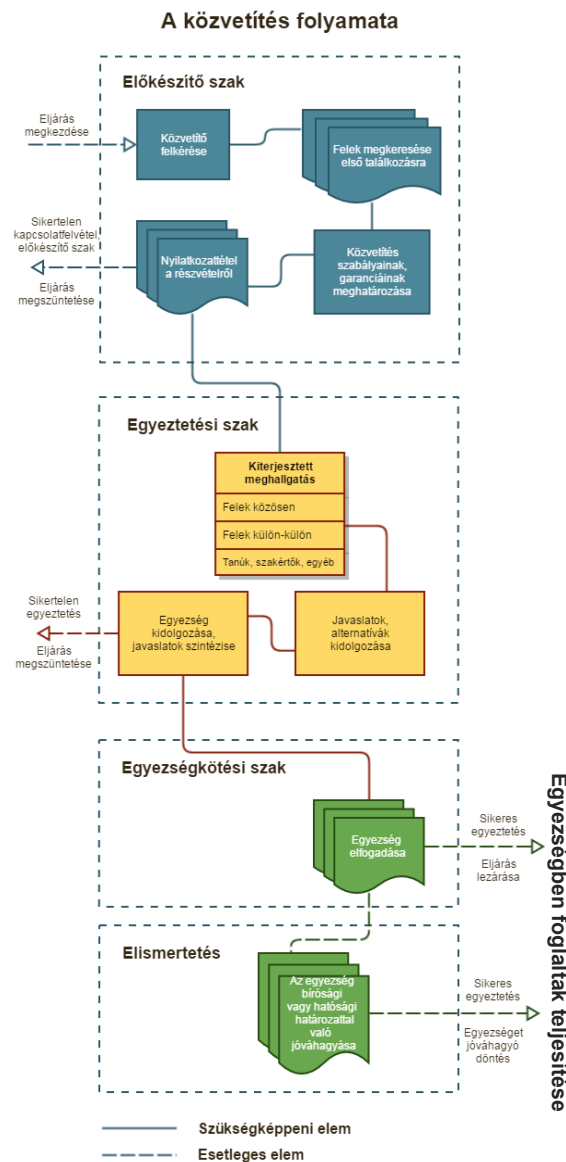 A közvetítés folyamata
Előkészítő szak
Eljárás
megkezdése
Közvetítő
felkérése
Felek megkeresése
első találkozásra
Sikertelen
kapcsolatfelvétel,
előkészítő szak
Eljárás
megszüntetése
Nyilatkozattétel
a részvételről
Közvetítés
szabályainak,
garanciáinak
meghatározása
Egyeztetési szak
Kiterjesztett
meghallgatás
Felek közösen
Felek külön-külön
Tanúk, szakértők, egyéb
Sikertelen
egyeztetés
Eljárás
megszüntetése
Egyezség
kidolgozása,
javaslatok szintézise
Javaslatok,
alternatívák
kidolgozása
Egyezségkötési szak
Egyezség
elfogadása
Sikeres
egyeztetés
Eljárás
lezárása
Elismertetés
Az egyezség
bírósági
vagy hatósági
határozattal
való
jóváhagyása
Sikeres
egyeztetés
Egyezséget
jóváhagyó
döntés
Egyezségben foglaltak teljesítése
Szükségképpeni elem
Esetleges elem